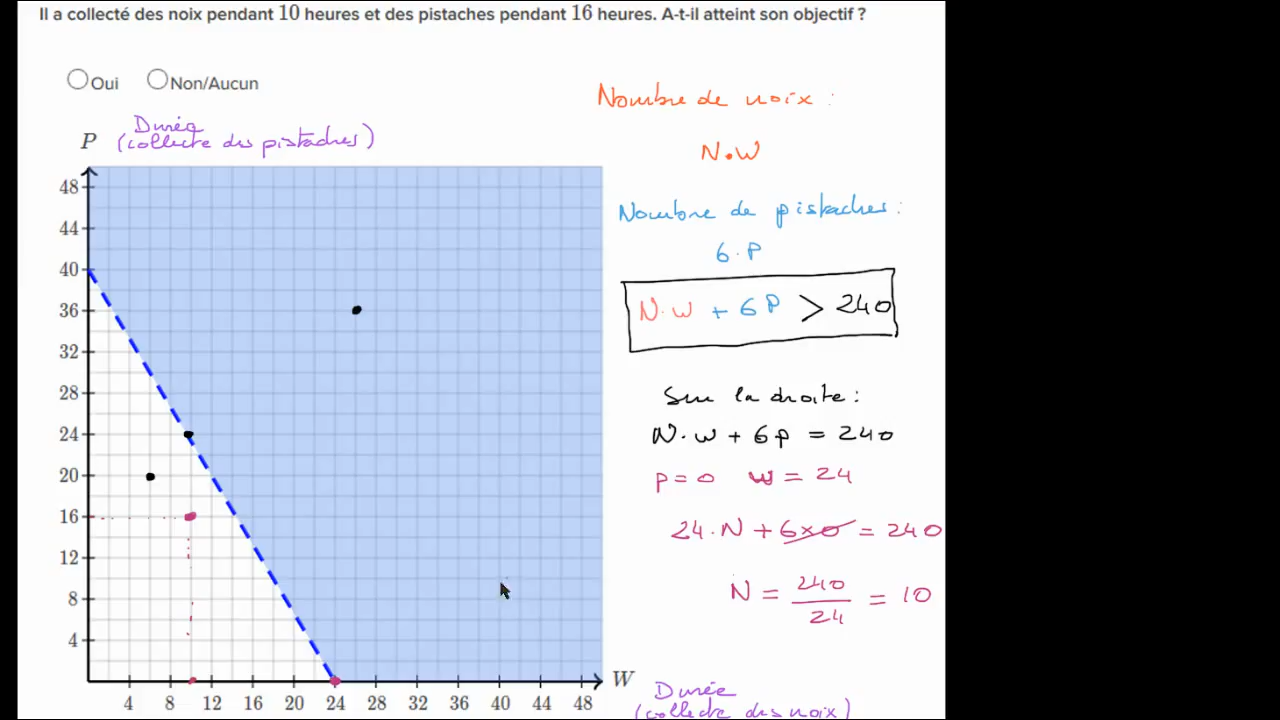 Il a collecté des noix pendant 10 heures et des pistaches pendant 16 heures. A-t-il atteint son objectif ?
Oui
Non/Aucun
Nombre de noix :
N.W
Nombre de pistaches :
6.P
N.W + 6P > 240
Sur la droite :
N.W + 6P = 240
P = 0 W = 24
24.N + 6×0 = 240
N = 240/24 = 10
Durée
(collecte des pistaches)
P
48
44
40
36
32
28
24
20
16
12
8
4
4 8 12 16 20 24 28 32 36 40 44 48
W
Durée
(collecte des noix)